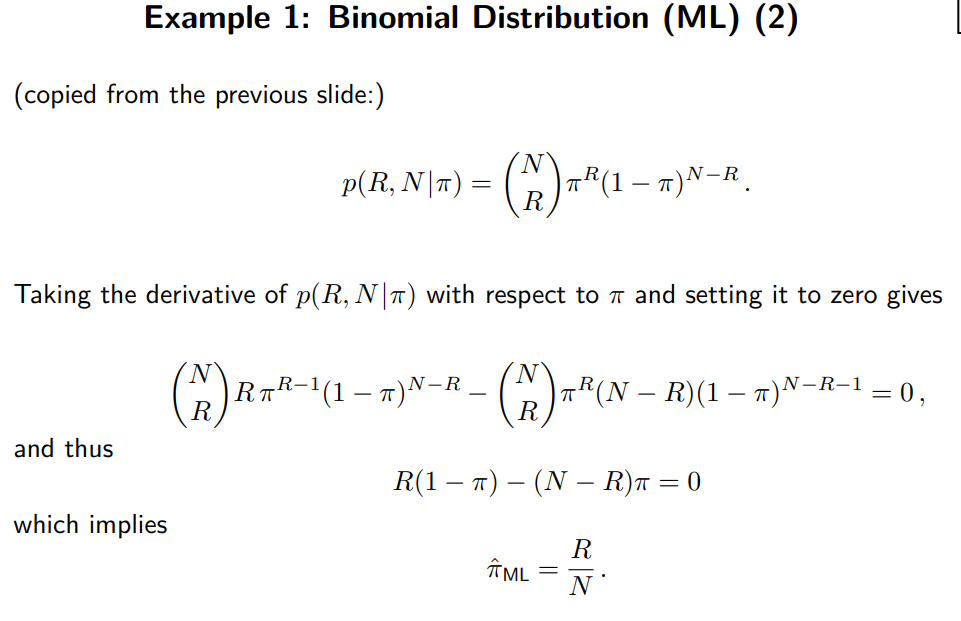 Example 1: Binomial Distribution (ML) (2)
(copied from the previous slide:)
$p(R, N|\pi) = \binom{N}{R} \pi^R (1 - \pi)^{N-R}\,.$
Taking the derivative of $p(R, N|\pi)$ with respect to $\pi$ and setting it to zero gives
$\binom{N}{R} R \pi^{R-1} (1 - \pi)^{N-R} - \binom{N}{R} \pi^R (N - R)(1 - \pi)^{N-R-1} = 0\,,$
and thus
$R(1 - \pi) - (N - R)\pi = 0$
which implies
$\hat{\pi}_{\text{ML}} = \frac{R}{N}\,.$